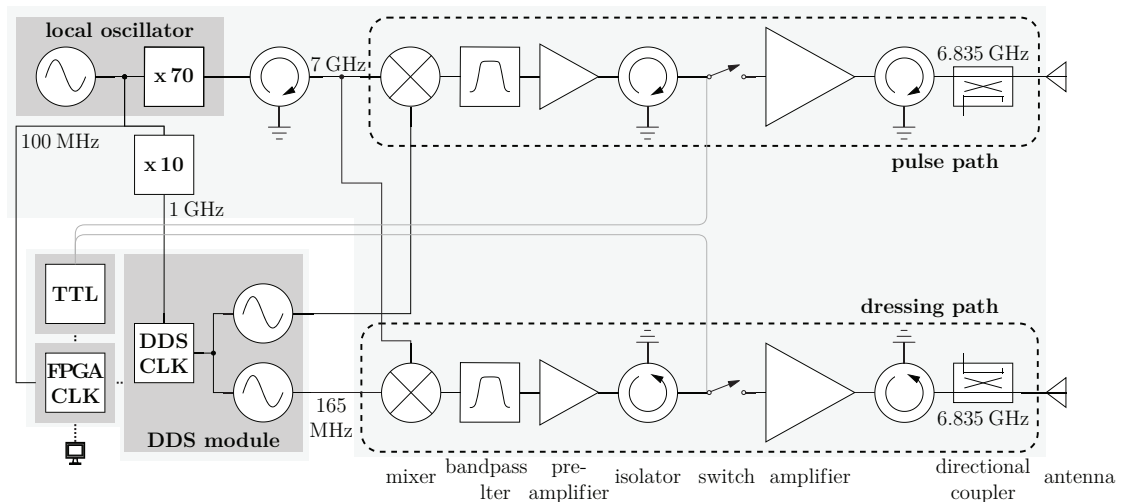 local oscillator
x 70
7 GHz
6.835 GHz
100 MHz
x 10
pulse path
1 GHz
TTL
dressing path
DDS
CLK
FPGA
CLK
165
MHz
6.835 GHz
DDS module
mixer
bandpass
lter
pre-
amplifier
isolator
switch
amplifier
directional
coupler
antenna